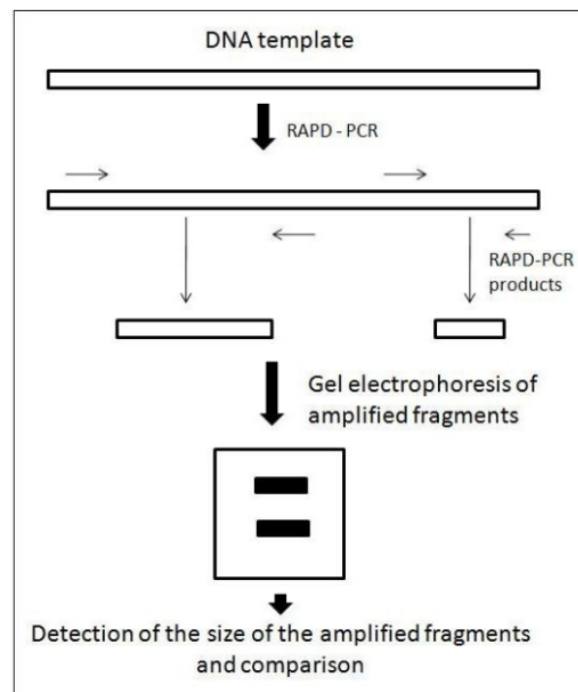 DNA template
RAPD - PCR
RAPD-PCR
products
Gel electrophoresis of
amplified fragments
Detection of the size of the amplified fragments
and comparison